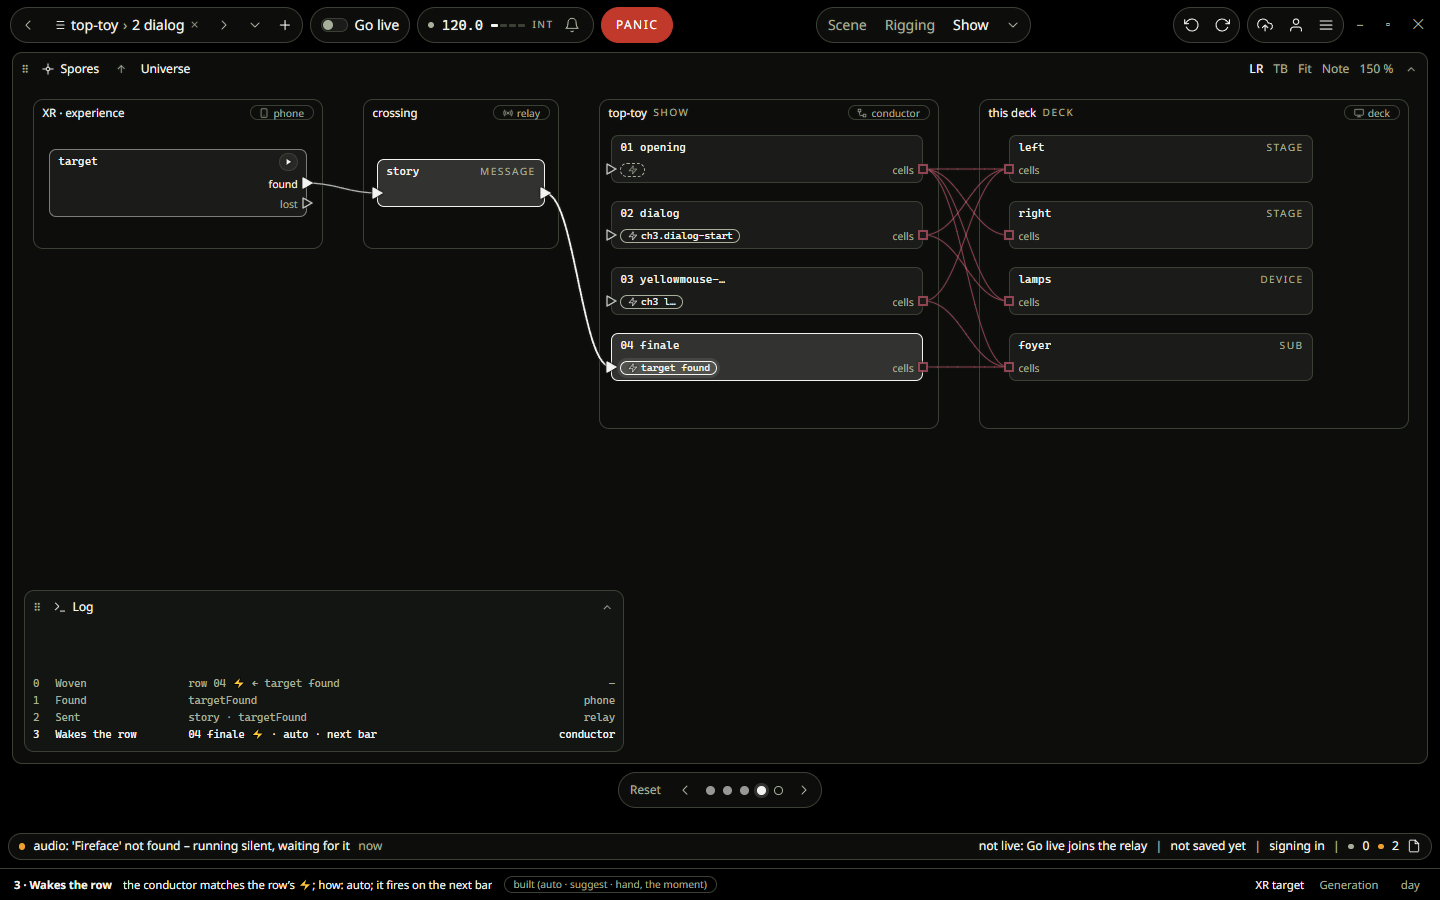 top-toy › 2 dialog ×
Go live
120.0 INT
PANIC
Scene Rigging Show
Spores ↑ Universe
LR TB Fit Note 150 %
XR · experience phone
target
found
lost
crossing relay
story MESSAGE
top-toy SHOW conductor
01 opening
cells
02 dialog
ch3.dialog-start cells
03 yellowmouse-…
ch3 l… cells
04 finale
target found cells
this deck DECK deck
left STAGE
cells
right STAGE
cells
lamps DEVICE
cells
foyer SUB
cells
Log
0 Woven row 04 ⚡ ← target found –
1 Found targetFound phone
2 Sent story · targetFound relay
3 Wakes the row 04 finale ⚡ · auto · next bar conductor
Reset
audio: 'Fireface' not found – running silent, waiting for it now
not live: Go live joins the relay | not saved yet | signing in | 0 2
3 · Wakes the row the conductor matches the row's ⚡; how: auto; it fires on the next bar built (auto · suggest · hand, the moment)
XR target Generation day